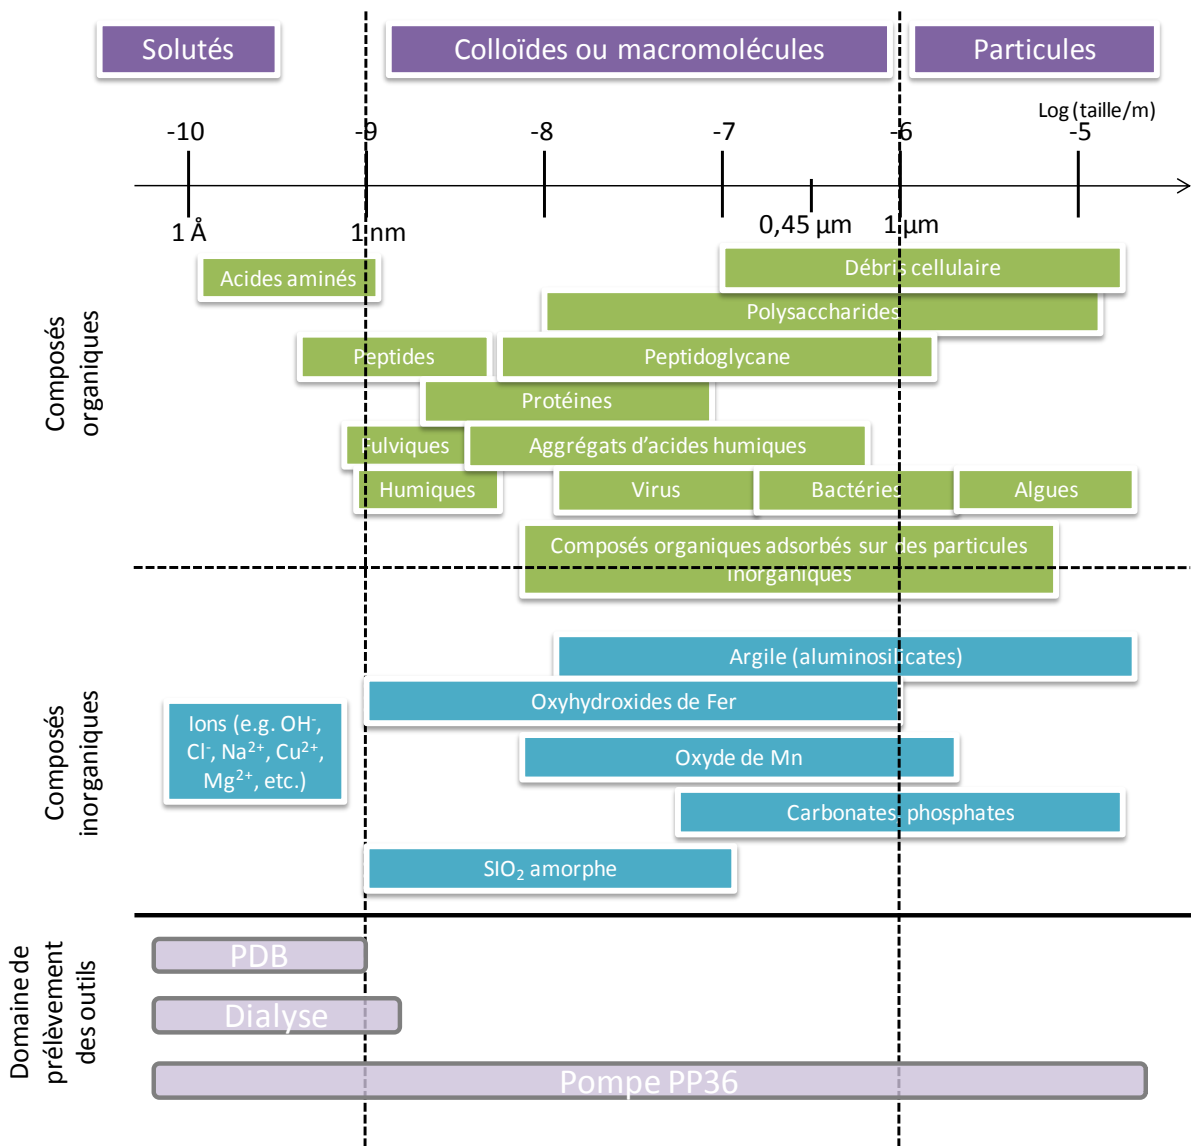 Solutés
Colloïdes ou macromolécules
Particules
Log (taille/m)
-10
-9
-8
-7
-6
-5
1 Å
1 nm
0,45 µm
1 µm
Composés
organiques
Débris cellulaire
Acides aminés
Polysaccharides
Peptides
Peptidoglycane
Protéines
Fulviques
Aggrégats d'acides humiques
Humiques
Virus
Bactéries
Algues
Composés organiques adsorbés sur des particules
inorganiques
Composés
inorganiques
Argile (aluminosilicates)
Oxyhydroxides de Fer
Ions (e.g. OH⁻,
Cl⁻, Na²⁺, Cu²⁺,
Mg²⁺, etc.)
Oxyde de Mn
Carbonates phosphates
SIO₂ amorphe
Domaine de
prélèvement
des outils
PDB
Dialyse
Pompe PP36